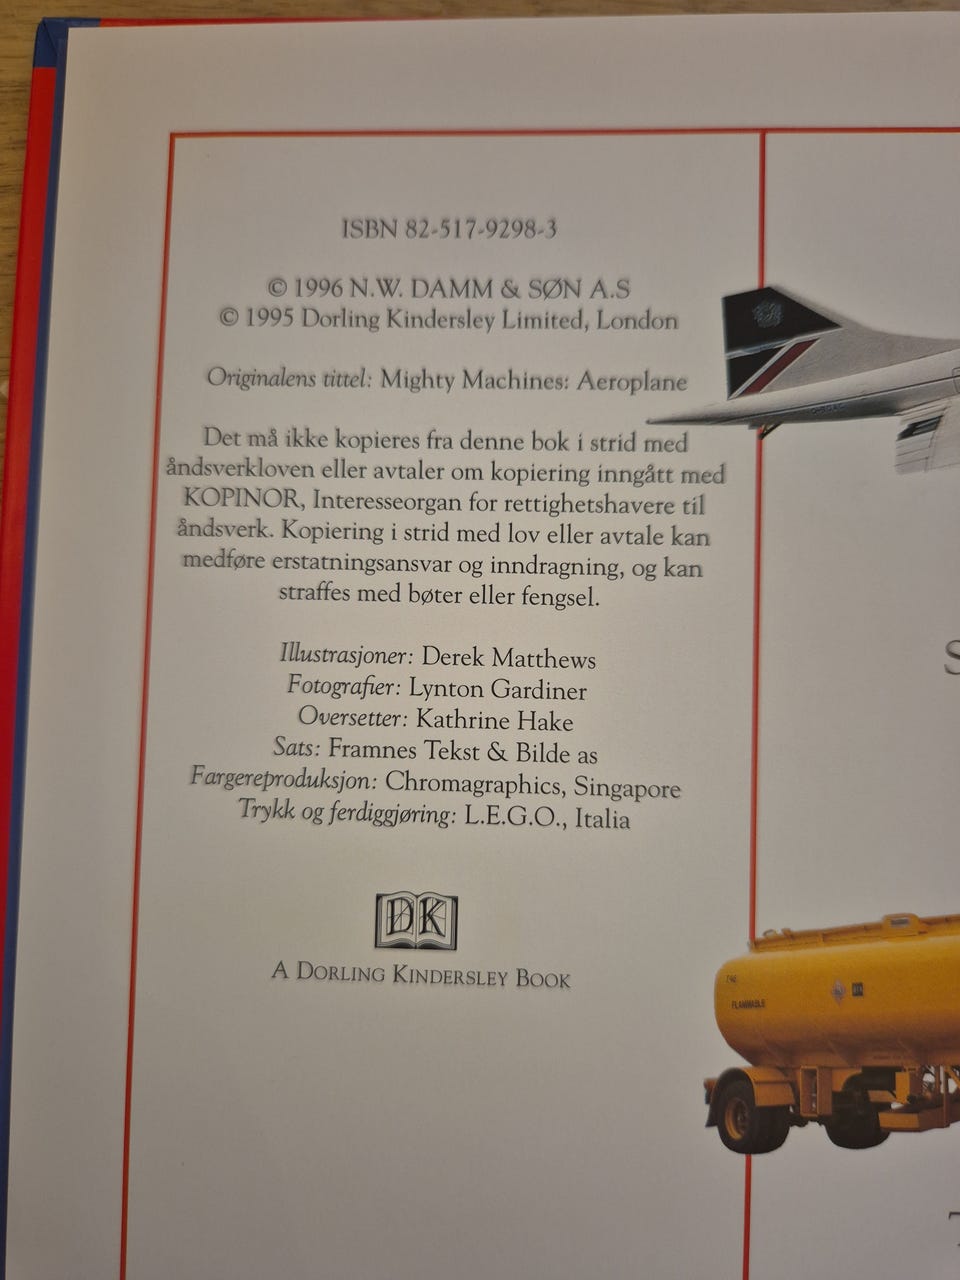 ISBN 82-517-9298-3
© 1996 N.W. DAMM & SØN A.S
© 1995 Dorling Kindersley Limited, London
Originalens tittel: Mighty Machines: Aeroplane
Det må ikke kopieres fra denne bok i strid med
åndsverkloven eller avtaler om kopiering inngått med
KOPINOR, Interesseorgan for rettighetshavere til
åndsverk. Kopiering i strid med lov eller avtale kan
medføre erstatningsansvar og inndragning, og kan
straffes med bøter eller fengsel.
Illustrasjoner: Derek Matthews
Fotografier: Lynton Gardiner
Oversetter: Kathrine Hake
Sats: Framnes Tekst & Bilde as
Fargereproduksjon: Chromagraphics, Singapore
Trykk og ferdiggjøring: L.E.G.O., Italia
DK
A DORLING KINDERSLEY BOOK
FLAMMABLE